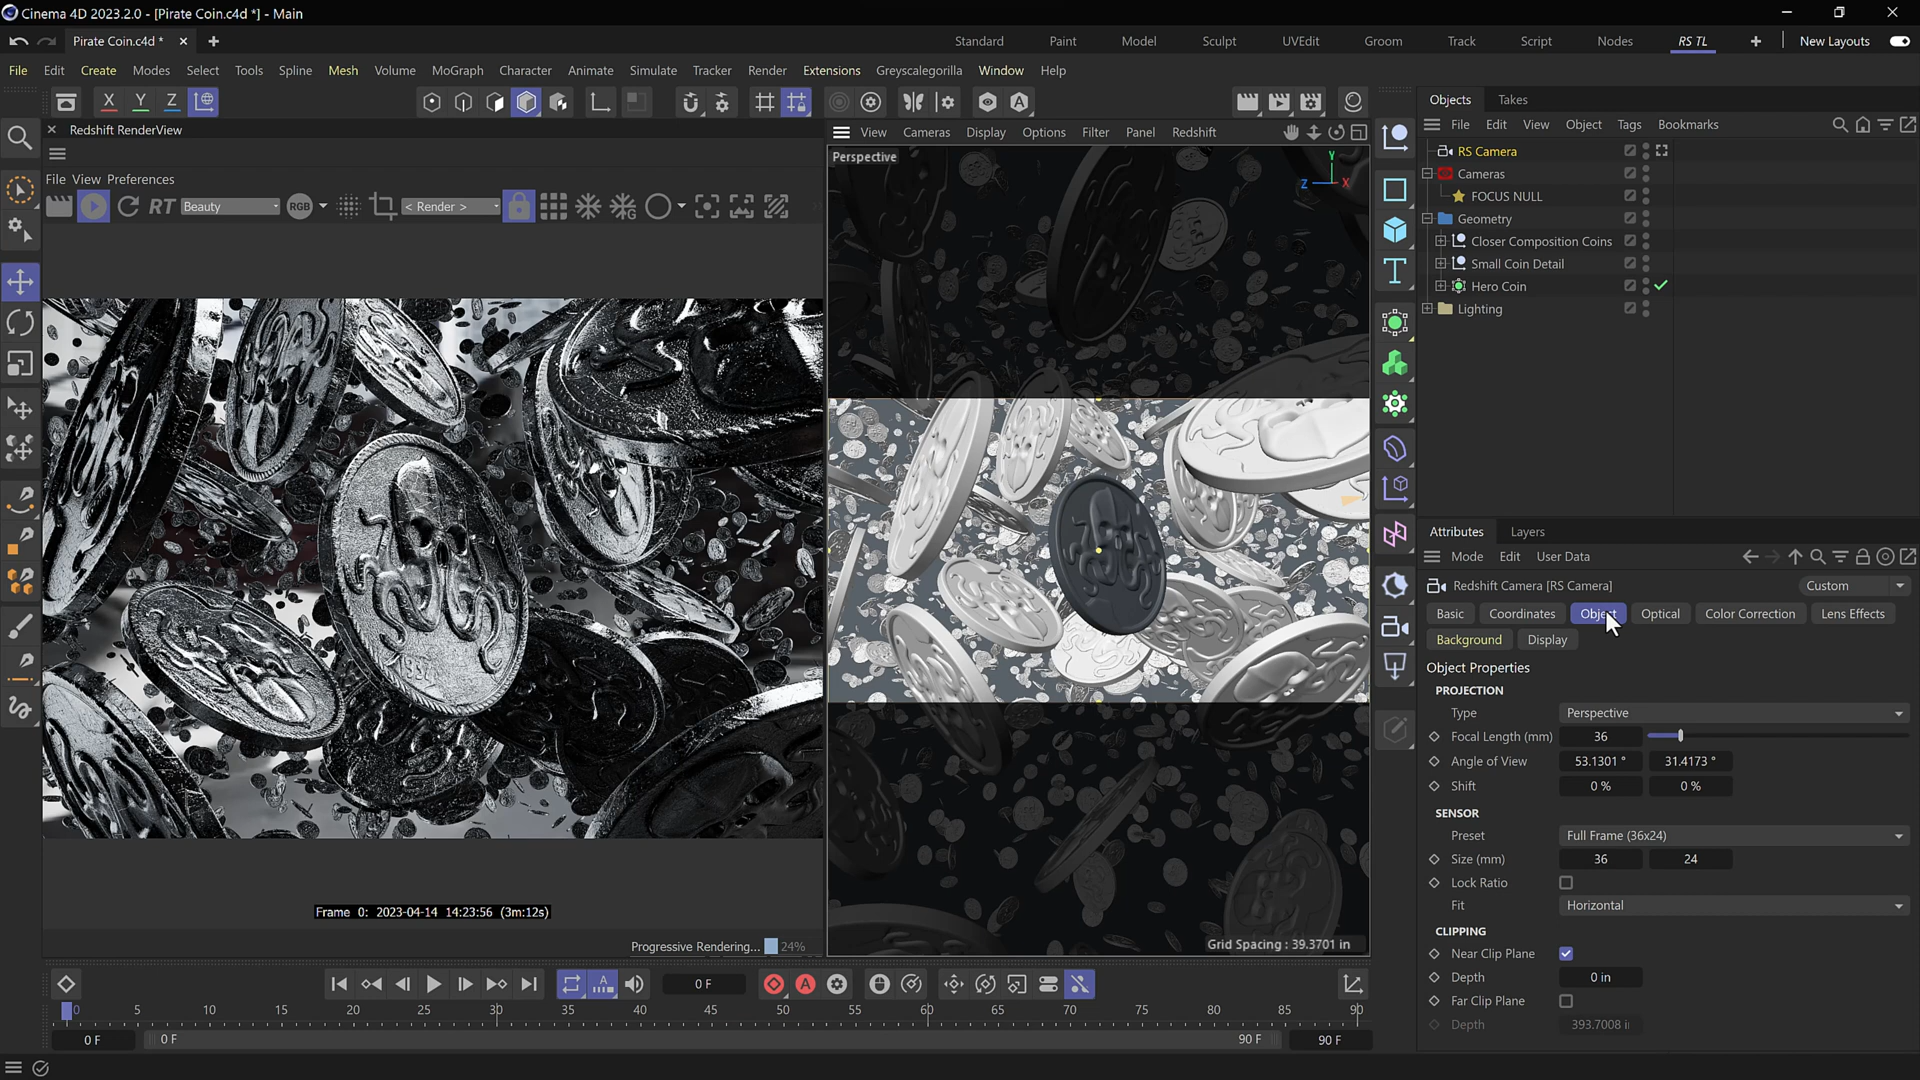 Cinema 4D 2023.2.0 - [Pirate Coin.c4d *] - Main
Pirate Coin.c4d *
Standard Paint Model Sculpt UVEdit Groom Track Script Nodes RS TL New Layouts
File Edit Create Modes Select Tools Spline Mesh Volume MoGraph Character Animate Simulate Tracker Render Extensions Greyscalegorilla Window Help
X Y Z
Redshift RenderView
File View Preferences
RT Beauty RGB < Render >
View Cameras Display Options Filter Panel Redshift
Perspective
Y
Z X
Grid Spacing : 39.3701 in
Frame 0: 2023-04-14 14:23:56 (3m:12s)
Progressive Rendering... 24%
Objects Takes
File Edit View Object Tags Bookmarks
RS Camera
Cameras
FOCUS NULL
Geometry
Closer Composition Coins
Small Coin Detail
Hero Coin
Lighting
Attributes Layers
Mode Edit User Data
Redshift Camera [RS Camera] Custom
Basic Coordinates Object Optical Color Correction Lens Effects
Background Display
Object Properties
PROJECTION
Type Perspective
Focal Length (mm) 36
Angle of View 53.1301 ° 31.4173 °
Shift 0 % 0 %
SENSOR
Preset Full Frame (36x24)
Size (mm) 36 24
Lock Ratio
Fit Horizontal
CLIPPING
Near Clip Plane
Depth 0 in
Far Clip Plane
Depth 393.7008 i
0 F
0 5 10 15 20 25 30 35 40 45 50 55 60 65 70 75 80 85 90
0 F 0 F 90 F 90 F